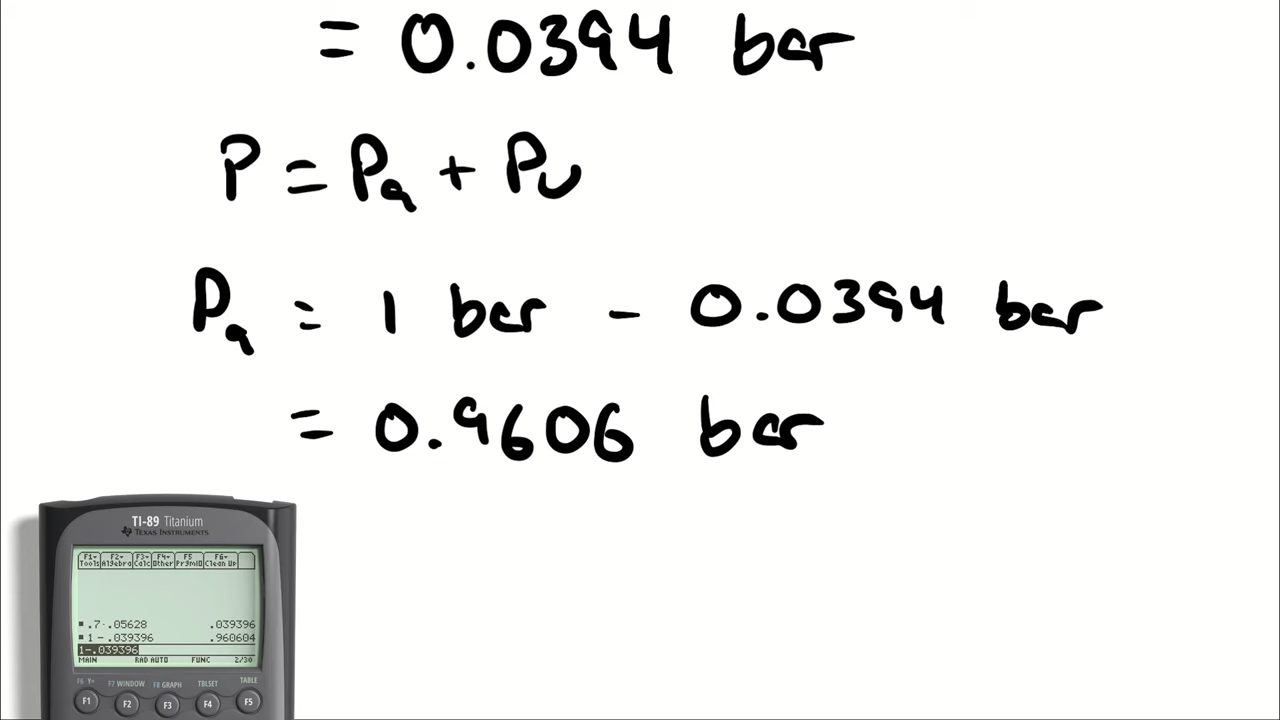 = 0.0394 bar
P = Pa + Pv
Pa = 1 bar - 0.0394 bar
= 0.9606 bar
TI-89 Titanium
TEXAS INSTRUMENTS
F1 F2 F3 F4 F5 F6
Tools Algebra Calc Other PrgmIO Clean Up
.7·.05628 .039396
1-.039396 .960604
1-.039396
MAIN RAD AUTO FUNC 2/30
F6 Y= F7 WINDOW F8 GRAPH TBLSET TABLE
F1 F2 F3 F4 F5